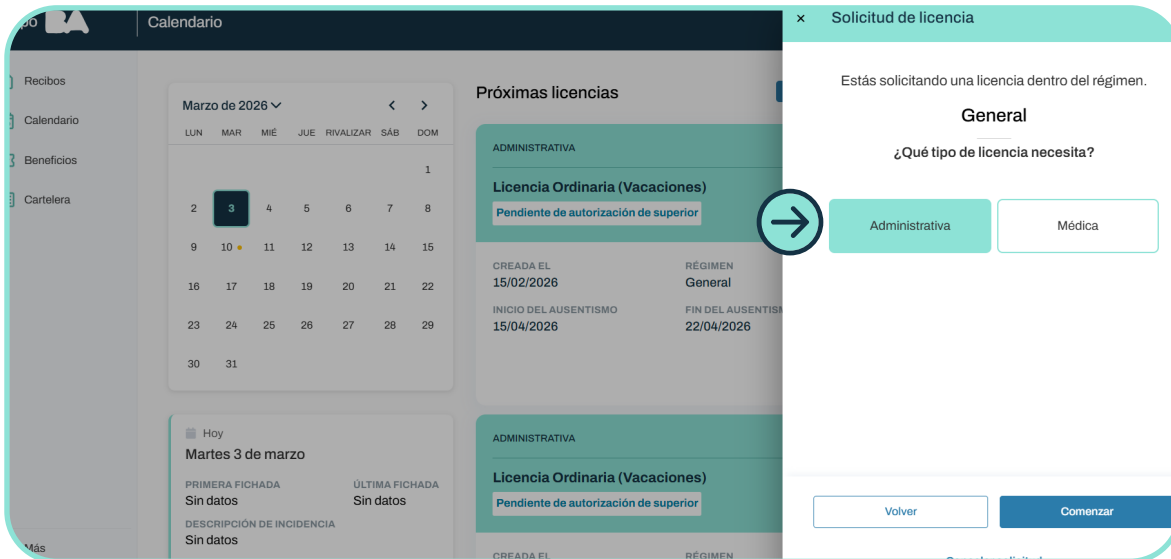 BA
Calendario
Recibos
Calendario
Beneficios
Cartelera
Más
Marzo de 2026
LUN MAR MIÉ JUE RIVALIZAR SÁB DOM
1
2 3 4 5 6 7 8
9 10 11 12 13 14 15
16 17 18 19 20 21 22
23 24 25 26 27 28 29
30 31
Hoy
Martes 3 de marzo
PRIMERA FICHADA ÚLTIMA FICHADA
Sin datos Sin datos
DESCRIPCIÓN DE INCIDENCIA
Sin datos
Próximas licencias
ADMINISTRATIVA
Licencia Ordinaria (Vacaciones)
Pendiente de autorización de superior
CREADA EL RÉGIMEN
15/02/2026 General
INICIO DEL AUSENTISMO FIN DEL AUSENTISM
15/04/2026 22/04/2026
ADMINISTRATIVA
Licencia Ordinaria (Vacaciones)
Pendiente de autorización de superior
CREADA EL RÉGIMEN
× Solicitud de licencia
Estás solicitando una licencia dentro del régimen.
General
¿Qué tipo de licencia necesita?
Administrativa Médica
Volver Comenzar